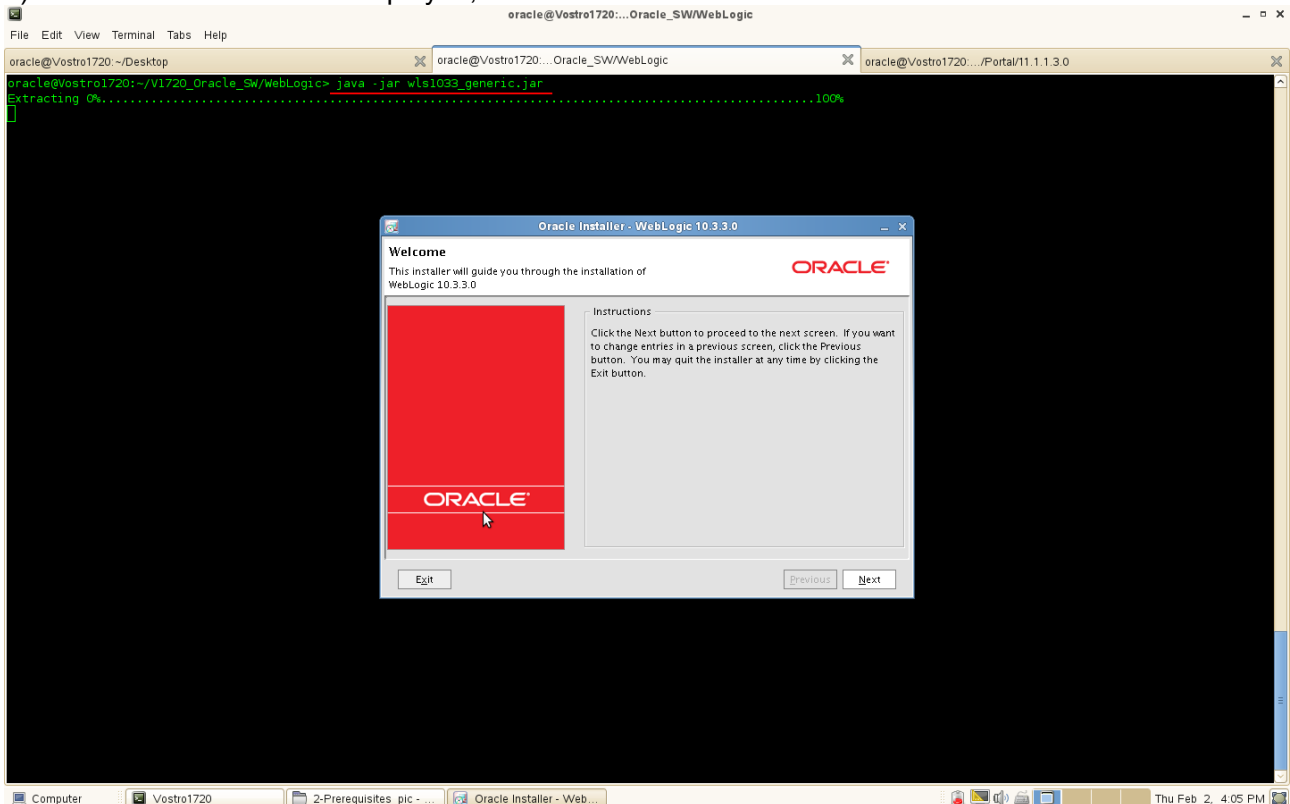 oracle@Vostro1720:...Oracle_SW/WebLogic
File Edit View Terminal Tabs Help
oracle@Vostro1720:~/Desktop
oracle@Vostro1720:...Oracle_SW/WebLogic
oracle@Vostro1720:.../Portal/11.1.1.3.0
oracle@Vostro1720:~/V1720_Oracle_SW/WebLogic> java -jar wls1033_generic.jar
Extracting 0%....................................................................................................100%
Oracle Installer - WebLogic 10.3.3.0
Welcome
This installer will guide you through the installation of
WebLogic 10.3.3.0
ORACLE
Instructions
Click the Next button to proceed to the next screen. If you want
to change entries in a previous screen, click the Previous
button. You may quit the installer at any time by clicking the
Exit button.
ORACLE
Exit
Previous
Next
Computer
Vostro1720
2-Prerequisites pic - ...
Oracle Installer - Web...
Thu Feb 2, 4:05 PM